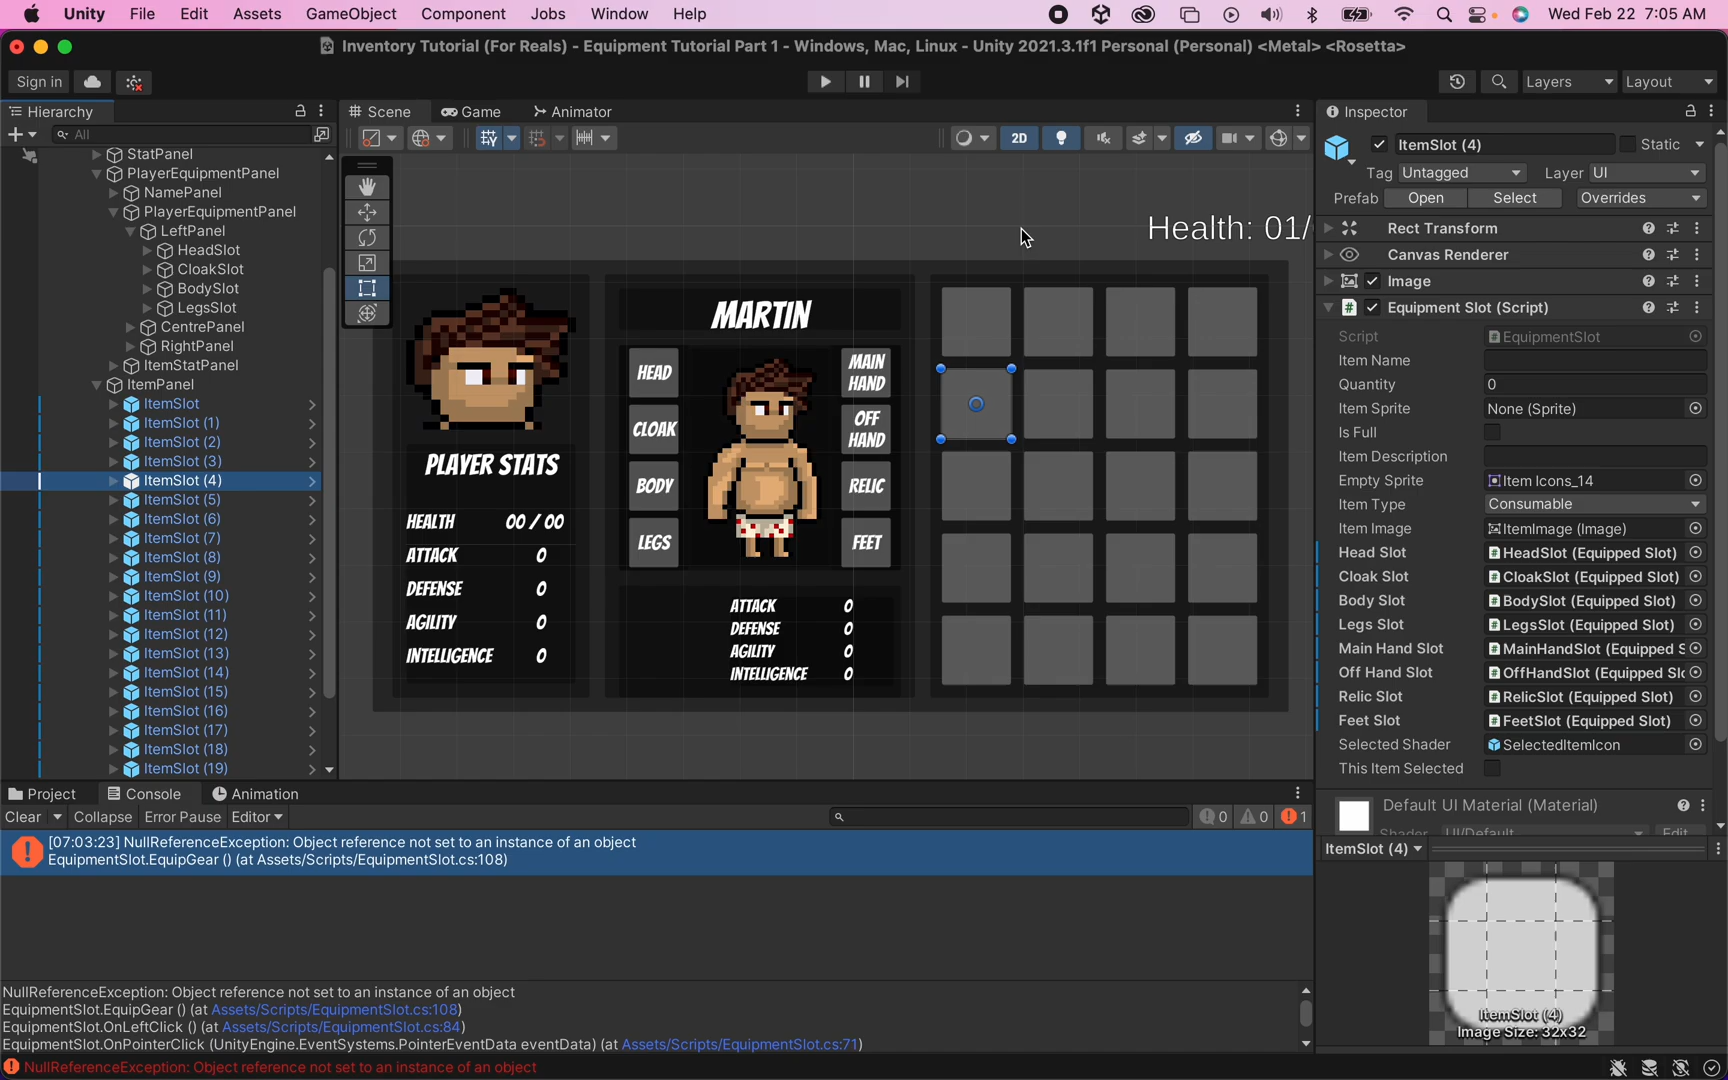 Unity File Edit Assets GameObject Component Jobs Window Help Wed Feb 22 7:05 AM
Inventory Tutorial (For Reals) - Equipment Tutorial Part 1 - Windows, Mac, Linux - Unity 2021.3.1f1 Personal (Personal) <Metal> <Rosetta>
Sign in Layers Layout
Hierarchy
All
StatPanel
PlayerEquipmentPanel
NamePanel
PlayerEquipmentPanel
LeftPanel
HeadSlot
CloakSlot
BodySlot
LegsSlot
CentrePanel
RightPanel
ItemStatPanel
ItemPanel
ItemSlot
ItemSlot (1)
ItemSlot (2)
ItemSlot (3)
ItemSlot (4)
ItemSlot (5)
ItemSlot (6)
ItemSlot (7)
ItemSlot (8)
ItemSlot (9)
ItemSlot (10)
ItemSlot (11)
ItemSlot (12)
ItemSlot (13)
ItemSlot (14)
ItemSlot (15)
ItemSlot (16)
ItemSlot (17)
ItemSlot (18)
ItemSlot (19)
Scene Game Animator
2D
Health: 01/
MARTIN
HEAD
CLOAK
BODY
LEGS
MAIN
HAND
OFF
HAND
RELIC
FEET
PLAYER STATS
HEALTH 00 / 00
ATTACK 0
DEFENSE 0
AGILITY 0
INTELLIGENCE 0
ATTACK 0
DEFENSE 0
AGILITY 0
INTELLIGENCE 0
Inspector
ItemSlot (4) Static
Tag Untagged Layer UI
Prefab Open Select Overrides
Rect Transform
Canvas Renderer
Image
Equipment Slot (Script)
Script EquipmentSlot
Item Name
Quantity 0
Item Sprite None (Sprite)
Is Full
Item Description
Empty Sprite Item Icons_14
Item Type Consumable
Item Image ItemImage (Image)
Head Slot HeadSlot (Equipped Slot)
Cloak Slot CloakSlot (Equipped Slot)
Body Slot BodySlot (Equipped Slot)
Legs Slot LegsSlot (Equipped Slot)
Main Hand Slot MainHandSlot (Equipped S
Off Hand Slot OffHandSlot (Equipped Slo
Relic Slot RelicSlot (Equipped Slot)
Feet Slot FeetSlot (Equipped Slot)
Selected Shader SelectedItemIcon
This Item Selected
Default UI Material (Material)
Shader UI/Default Edit
ItemSlot (4)
ItemSlot (4)
Image Size: 32x32
Project Console Animation
Clear Collapse Error Pause Editor 0 0 1
[07:03:23] NullReferenceException: Object reference not set to an instance of an object
EquipmentSlot.EquipGear () (at Assets/Scripts/EquipmentSlot.cs:108)
NullReferenceException: Object reference not set to an instance of an object
EquipmentSlot.EquipGear () (at Assets/Scripts/EquipmentSlot.cs:108)
EquipmentSlot.OnLeftClick () (at Assets/Scripts/EquipmentSlot.cs:84)
EquipmentSlot.OnPointerClick (UnityEngine.EventSystems.PointerEventData eventData) (at Assets/Scripts/EquipmentSlot.cs:71)
NullReferenceException: Object reference not set to an instance of an object